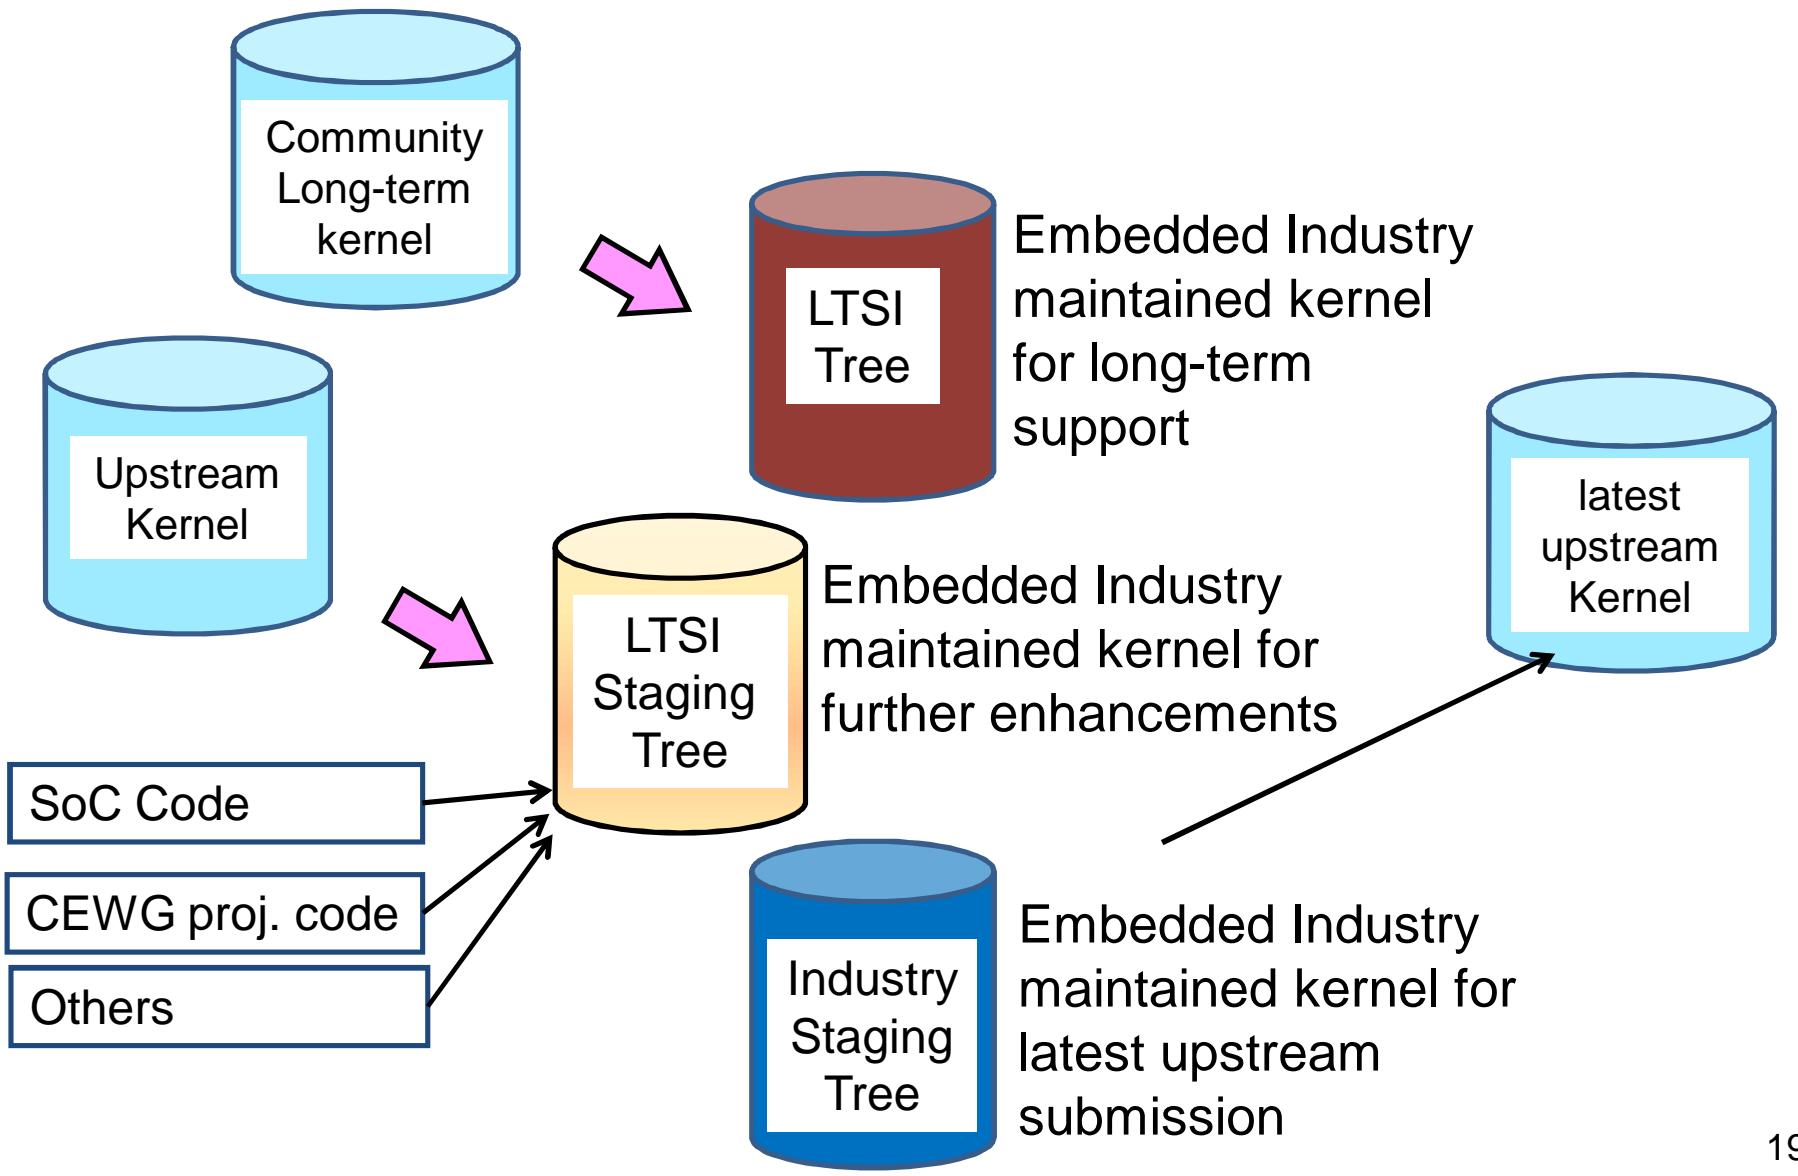 Community
Long-term
kernel
LTSI
Tree
Embedded Industry
maintained kernel
for long-term
support
Upstream
Kernel
latest
upstream
Kernel
LTSI
Staging
Tree
Embedded Industry
maintained kernel for
further enhancements
SoC Code
CEWG proj. code
Others
Industry
Staging
Tree
Embedded Industry
maintained kernel for
latest upstream
submission
19